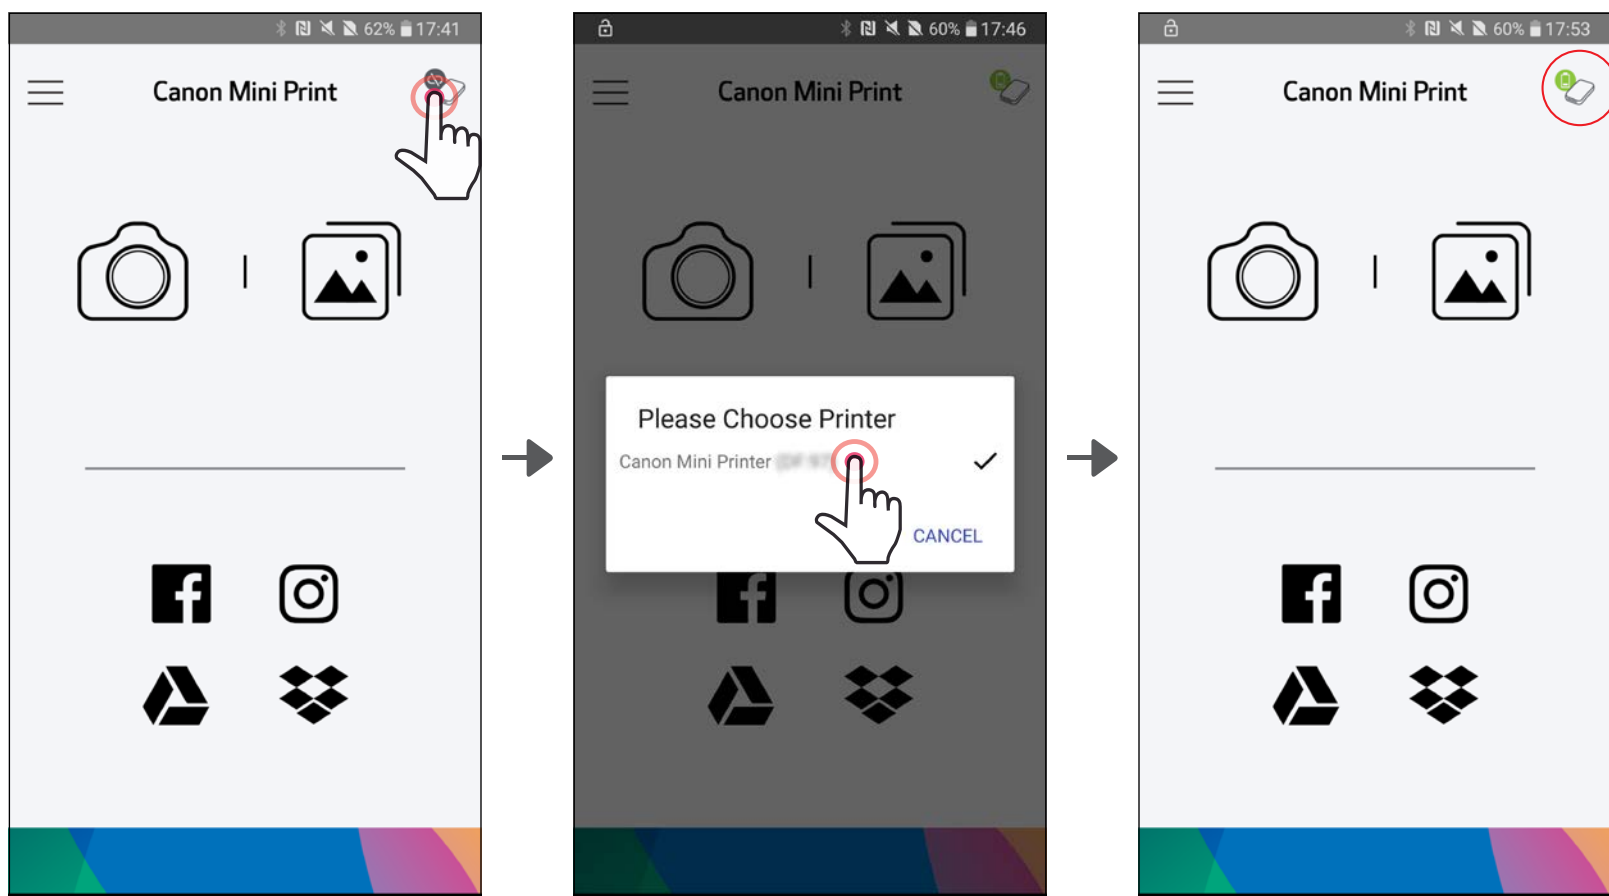 62% 17:41
Canon Mini Print
60% 17:46
Canon Mini Print
Please Choose Printer
Canon Mini Printer
CANCEL
60% 17:53
Canon Mini Print